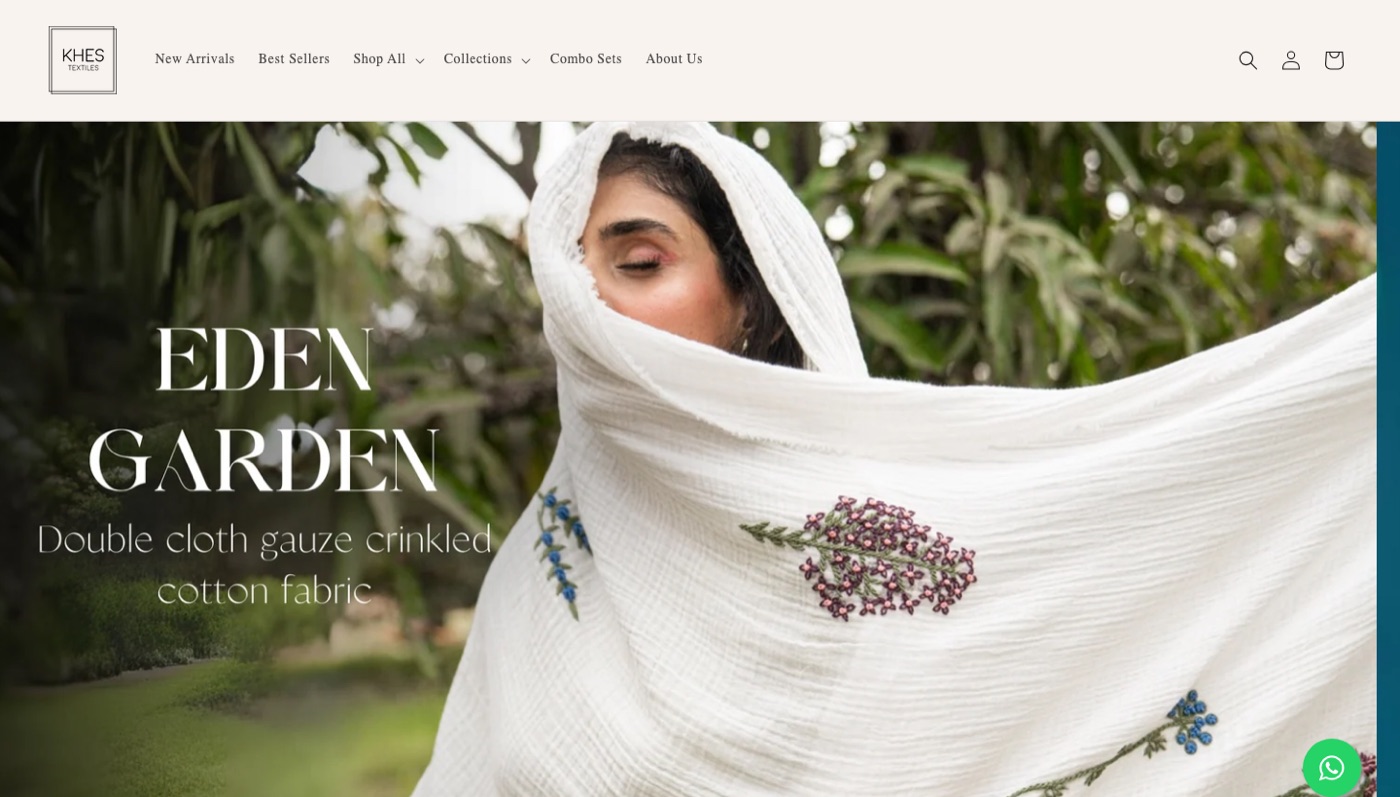 KHES
TEXTILES
New Arrivals
Best Sellers
Shop All
Collections
Combo Sets
About Us
EDEN
GARDEN
Double cloth gauze crinkled
cotton fabric